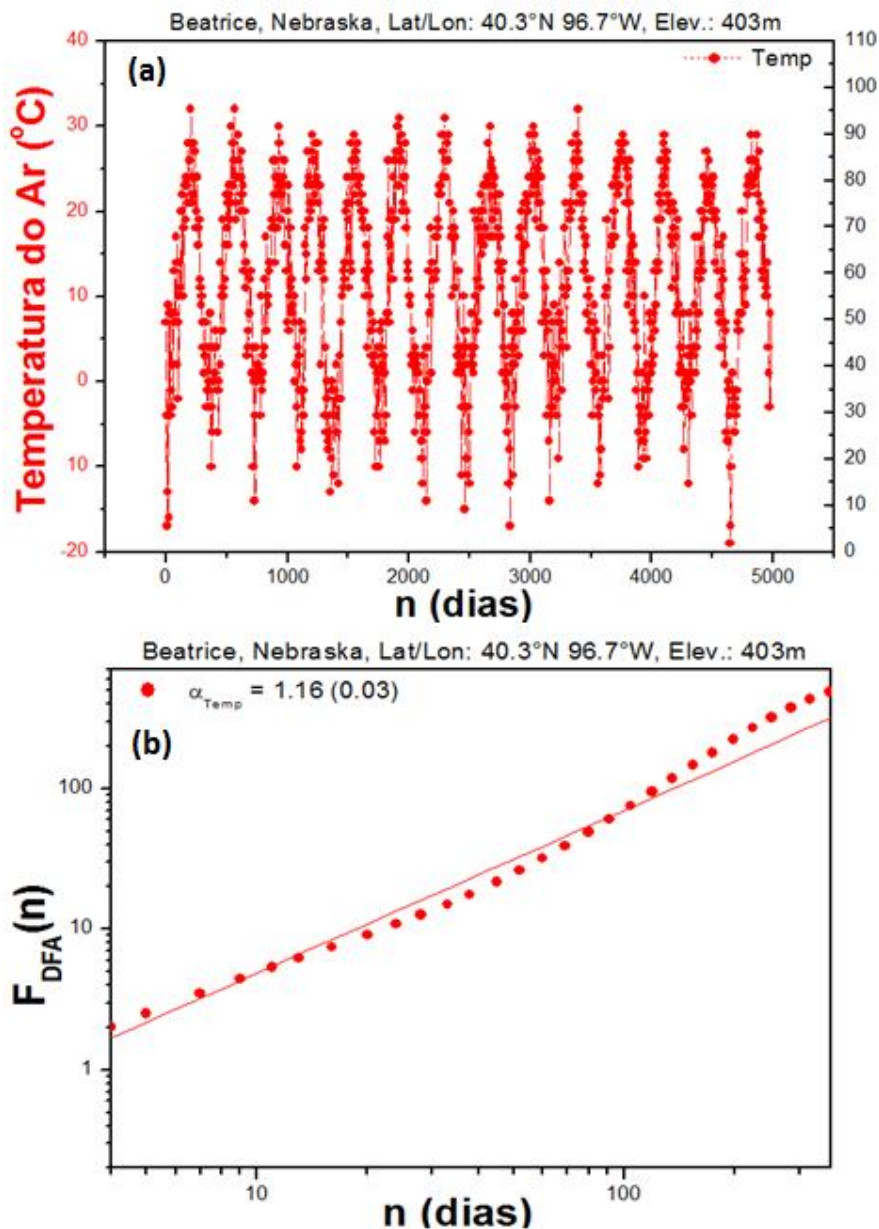 Beatrice, Nebraska, Lat/Lon: 40.3°N 96.7°W, Elev.: 403m
(a)
Temp
Temperatura do Ar (°C)
40
30
20
10
0
10
-20
110
100
90
80
70
60
50
40
30
20
10
0
0 1000 2000 3000 4000 5000
n (dias)
Beatrice, Nebraska, Lat/Lon: 40.3°N 96.7°W, Elev.: 403m
α_Temp = 1.16 (0.03)
(b)
F_DFA(n)
100
10
1
10 100
n (dias)